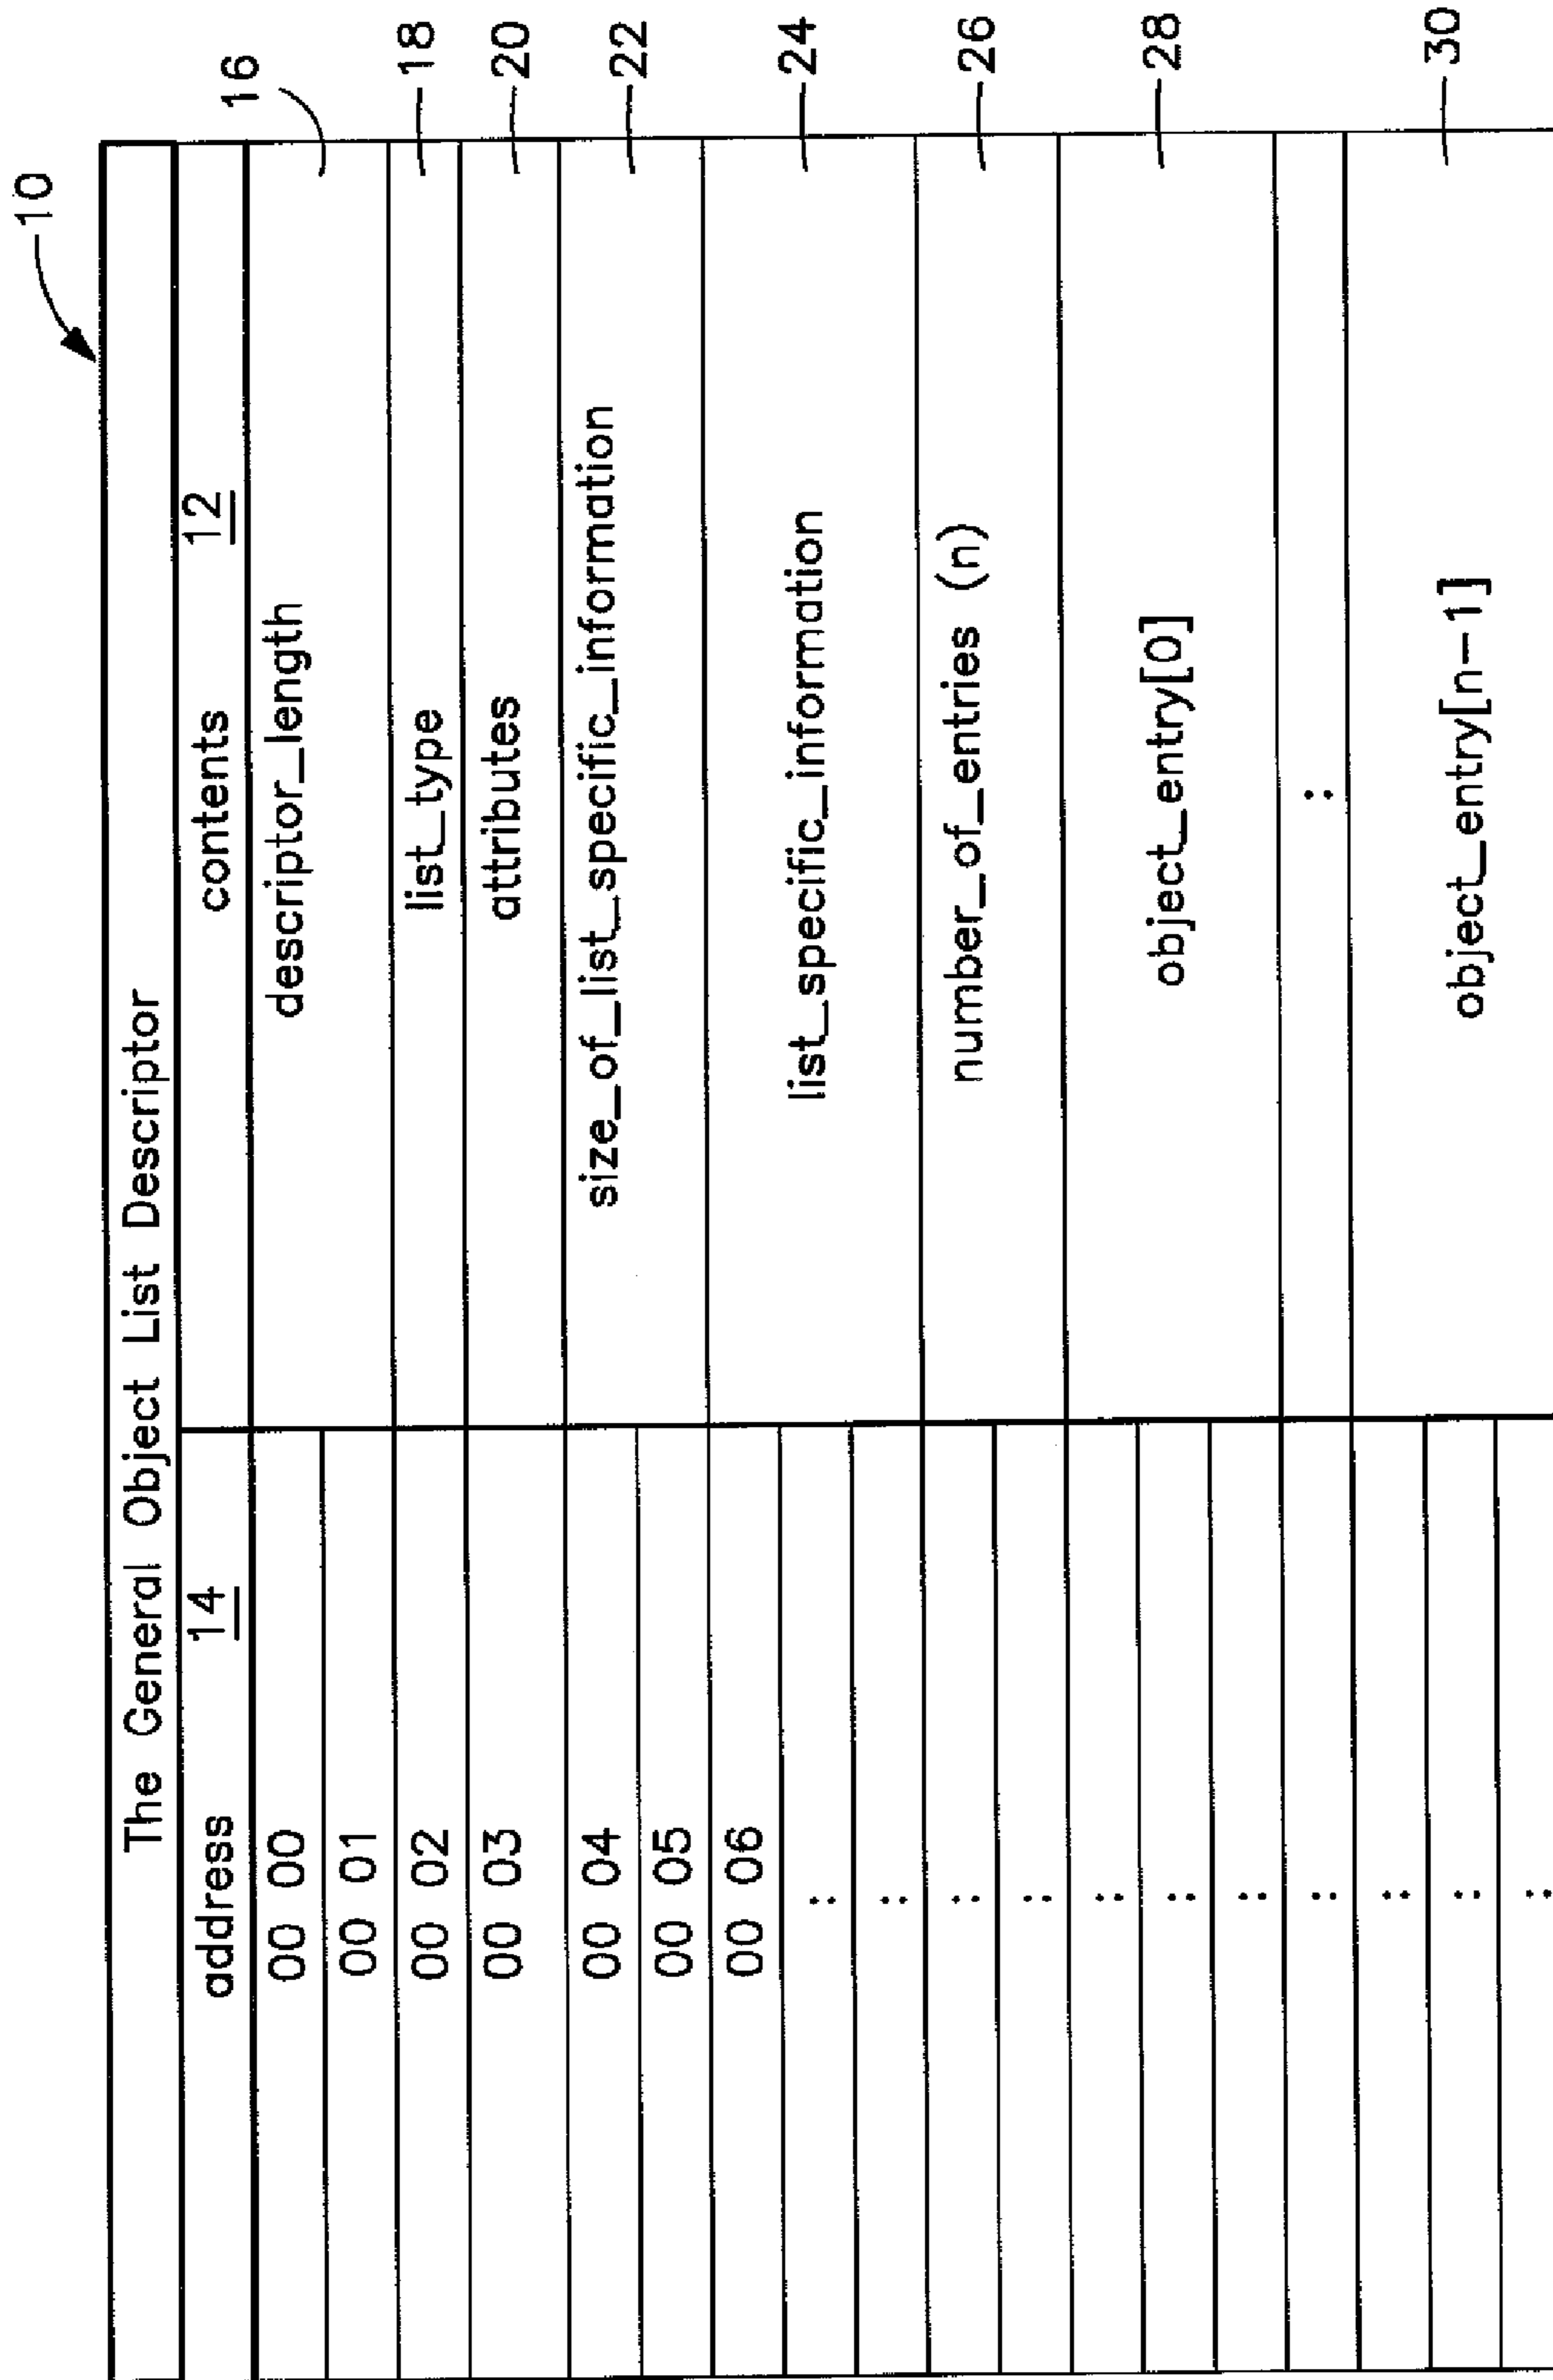 10
The General Object List Descriptor
address 14 contents 12
00 00 descriptor_length 16
00 01
00 02 list_type 18
00 03 attributes 20
00 04 size_of_list_specific_information 22
00 05
00 06 list_specific_information 24
:
:
: number_of_entries (n) 26
:
: object_entry[0] 28
:
:
: :
: object_entry[n-1] 30
:
: